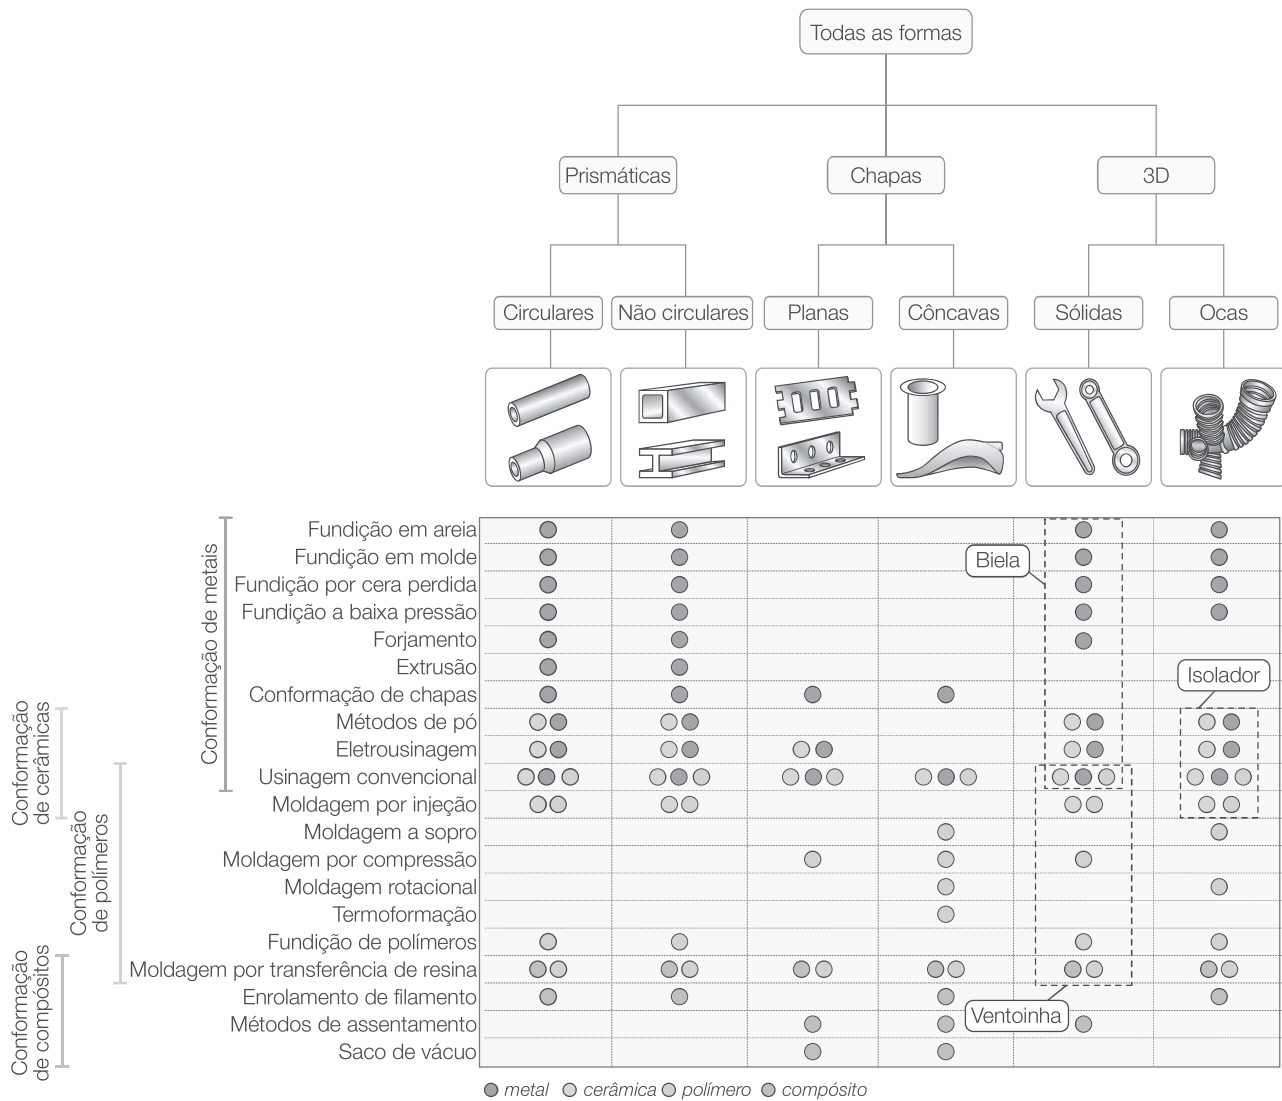 Todas as formas
Prismáticas
Chapas
3D
Circulares
Não circulares
Planas
Côncavas
Sólidas
Ocas
Conformação de metais
Conformação
de cerâmicas
Conformação
de polímeros
Conformação
de compósitos
Fundição em areia
Fundição em molde
Fundição por cera perdida
Fundição a baixa pressão
Forjamento
Extrusão
Conformação de chapas
Métodos de pó
Eletrousinagem
Usinagem convencional
Moldagem por injeção
Moldagem a sopro
Moldagem por compressão
Moldagem rotacional
Termoformação
Fundição de polímeros
Moldagem por transferência de resina
Enrolamento de filamento
Métodos de assentamento
Saco de vácuo
Biela
Isolador
Ventoinha
metal cerâmica polímero compósito